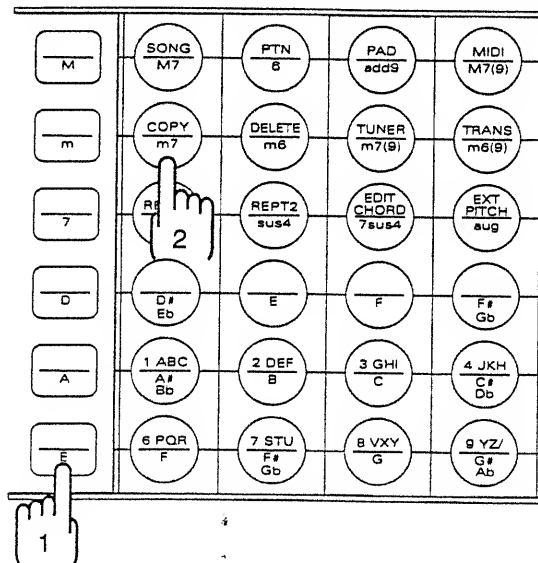 M
SONG
M7
PTN
6
PAD
add9
MIDI
M7(9)
m
COPY
m7
DELETE
m6
TUNER
m7(9)
TRANS
m6(9)
7
RE
2
REPT2
sus4
EDIT
CHORD
7sus4
EXT
PITCH
aug
D
D#
Eb
E
F
F#
Gb
A
1 ABC
A#
Bb
2 DEF
B
3 GHI
C
4 JKH
C#
Db
E
6 PQR
F
7 STU
F#
Gb
8 VXY
G
9 YZ/
G#
Ab
1